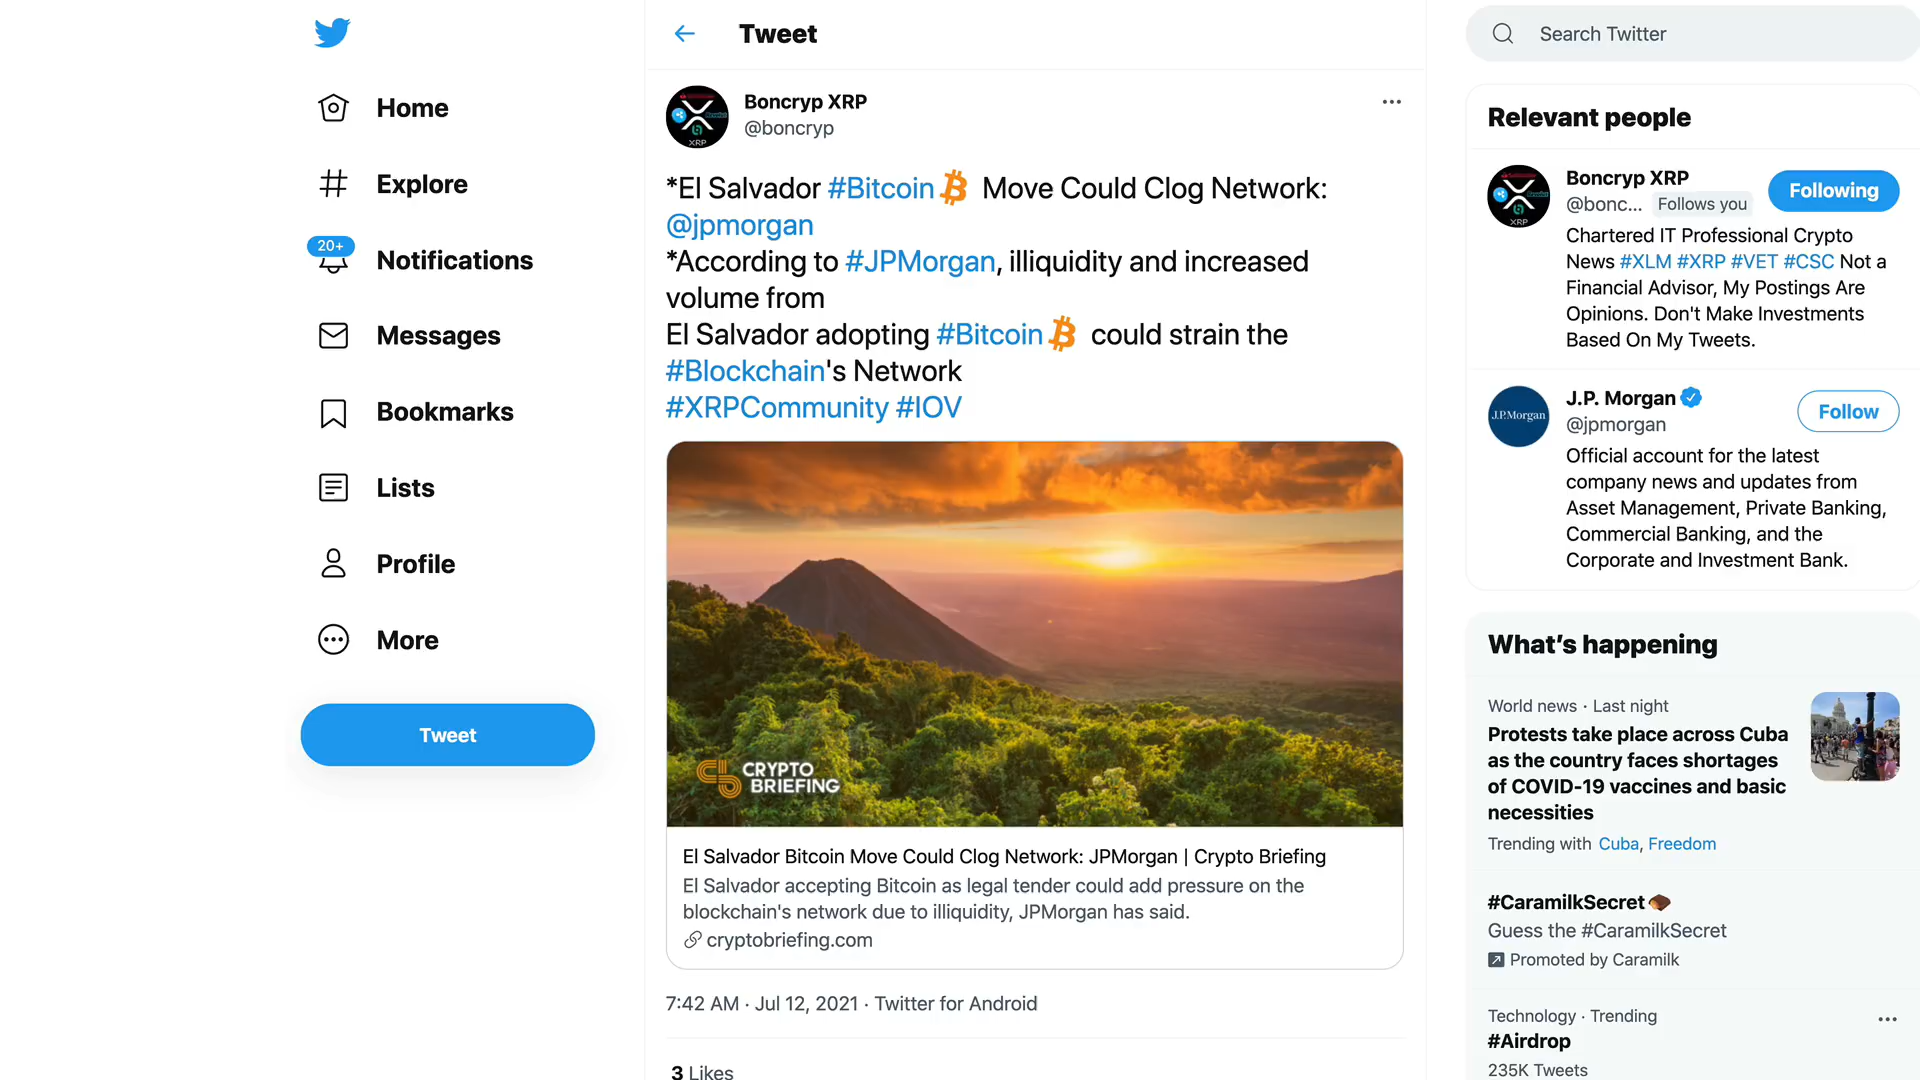 Home
Explore
20+
Notifications
Messages
Bookmarks
Lists
Profile
More
Tweet
Tweet
Boncryp XRP
@boncryp
*El Salvador #Bitcoin Move Could Clog Network:
@jpmorgan
*According to #JPMorgan, illiquidity and increased
volume from
El Salvador adopting #Bitcoin could strain the
#Blockchain's Network
#XRPCommunity #IOV
CRYPTO
BRIEFING
El Salvador Bitcoin Move Could Clog Network: JPMorgan | Crypto Briefing
El Salvador accepting Bitcoin as legal tender could add pressure on the
blockchain's network due to illiquidity, JPMorgan has said.
cryptobriefing.com
7:42 AM · Jul 12, 2021 · Twitter for Android
3 Likes
Search Twitter
Relevant people
XRP
Boncryp XRP
@bonc... Follows you
Following
Chartered IT Professional Crypto
News #XLM #XRP #VET #CSC Not a
Financial Advisor, My Postings Are
Opinions. Don't Make Investments
Based On My Tweets.
J.P.Morgan
J.P. Morgan
@jpmorgan
Follow
Official account for the latest
company news and updates from
Asset Management, Private Banking,
Commercial Banking, and the
Corporate and Investment Bank.
What's happening
World news · Last night
Protests take place across Cuba
as the country faces shortages
of COVID-19 vaccines and basic
necessities
Trending with Cuba, Freedom
#CaramilkSecret
Guess the #CaramilkSecret
Promoted by Caramilk
Technology · Trending
#Airdrop
235K Tweets